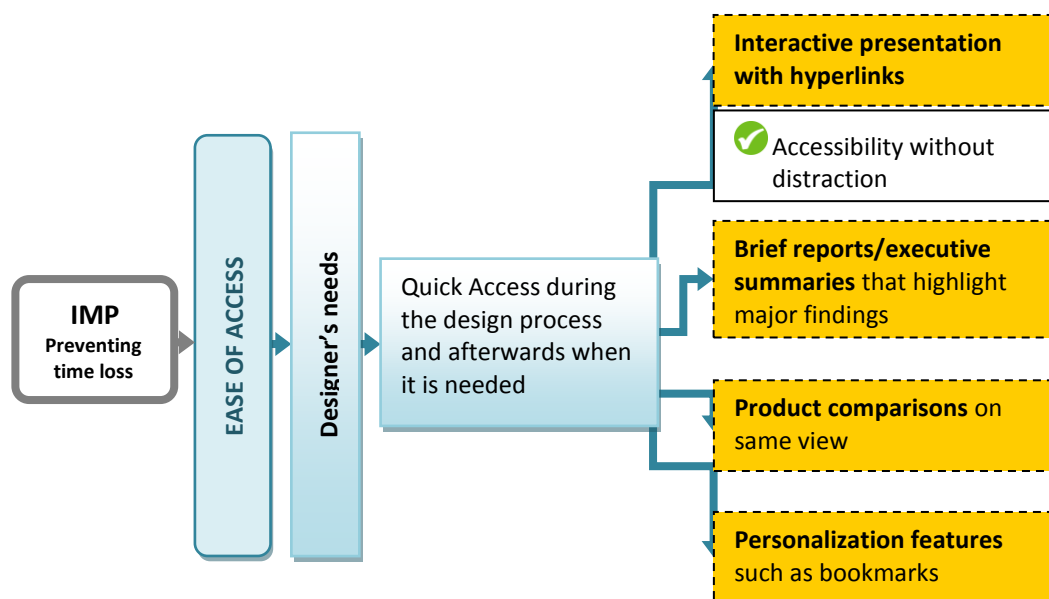 IMP
Preventing
time loss
EASE OF ACCESS
Designer's needs
Quick Access during
the design process
and afterwards when
it is needed
Interactive presentation
with hyperlinks
Accessibility without
distraction
Brief reports/executive
summaries that highlight
major findings
Product comparisons on
same view
Personalization features
such as bookmarks